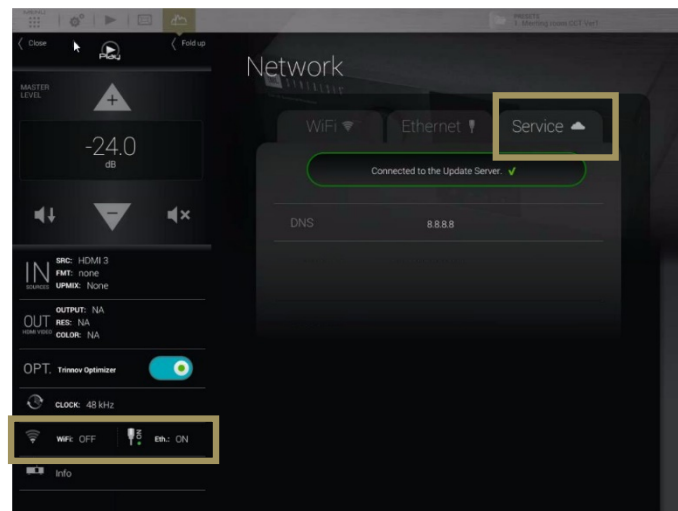 MENU
PRESETS
1: Meeting room CCT Ver1
Close
Play
Fold up
Network
MASTER
LEVEL
+
-24.0
dB
WiFi
Ethernet
Service
Connected to the Update Server.
DNS
8.8.8.8
IN
SOURCES
SRC: HDMI 3
FMT: none
UPMIX: None
OUT
HDMI VIDEO
OUTPUT: NA
RES: NA
COLOR: NA
OPT. Trinnov Optimizer
CLOCK: 48 kHz
WiFi: OFF
ON
Eth.: ON
Info